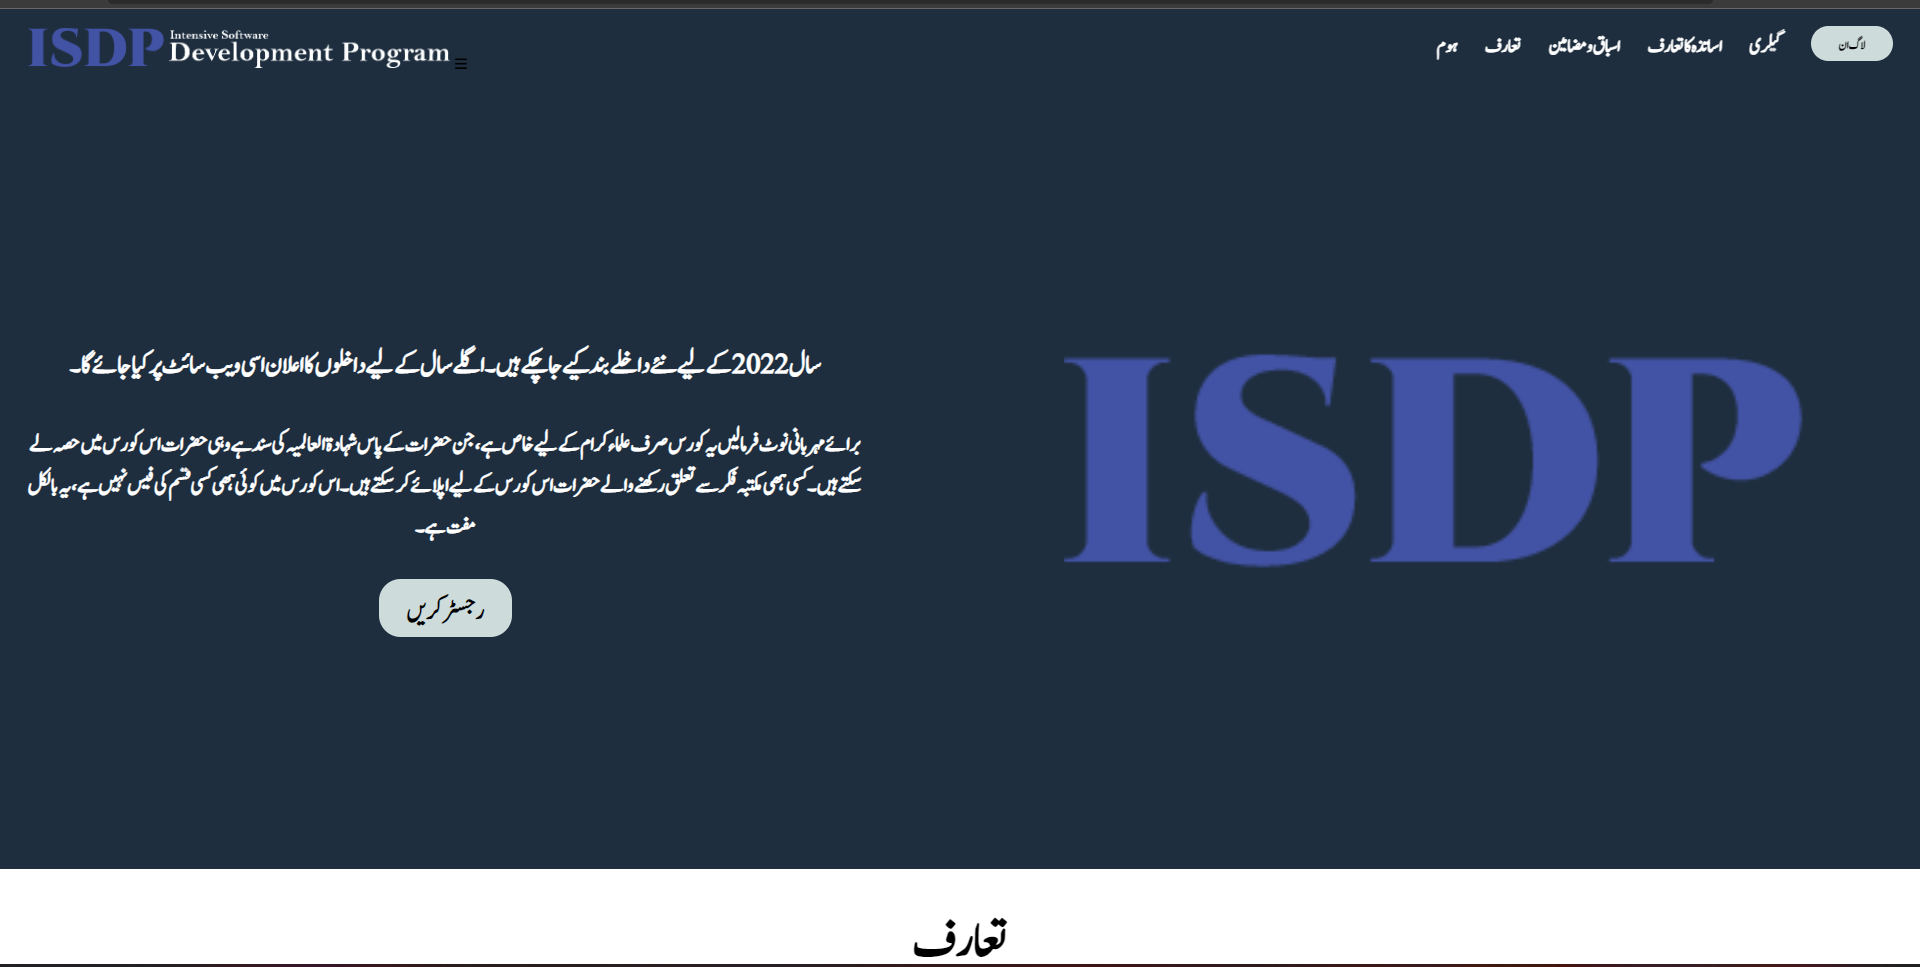 ISDP
Intensive Software
Development Program
ہوم
تعارف
اسباق و مضامین
اساتذہ کا تعارف
گیلری
لاگ ان
سال 2022 کے لیے نئے داخلے بند کیے جا چکے ہیں۔ اگلے سال کے لیے داخلوں کا اعلان اسی ویب سائٹ پر کیا جائے گا۔
برائے مہربانی نوٹ فرمالیں یہ کورس صرف علماء کرام کے لیے خاص ہے، جن حضرات کے پاس شہادۃ العالمیہ کی سند ہے وہی حضرات اس کورس میں حصہ لے
سکتے ہیں۔ کسی بھی مکتبہ فکر سے تعلق رکھنے والے حضرات اس کورس کے لیے اپلائے کر سکتے ہیں۔ اس کورس میں کوئی بھی کسی قسم کی فیس نہیں ہے، یہ بالکل
مفت ہے۔
رجسٹر کریں
ISDP
تعارف